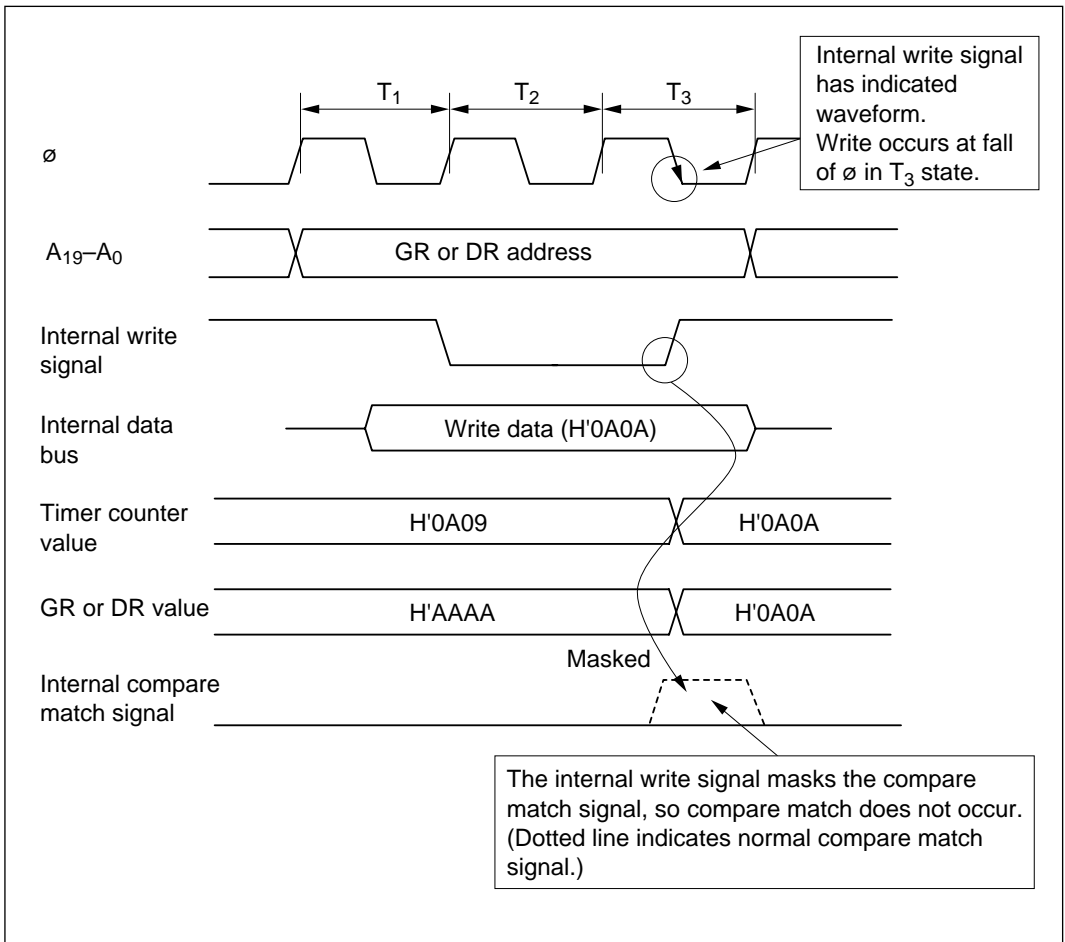 Internal write signal
has indicated
waveform.
Write occurs at fall
of ø in T3 state.
T1 T2 T3
ø
A19–A0
GR or DR address
Internal write
signal
Internal data
bus
Write data (H'0A0A)
Timer counter
value
H'0A09 H'0A0A
GR or DR value
H'AAAA H'0A0A
Masked
Internal compare
match signal
The internal write signal masks the compare
match signal, so compare match does not occur.
(Dotted line indicates normal compare match
signal.)